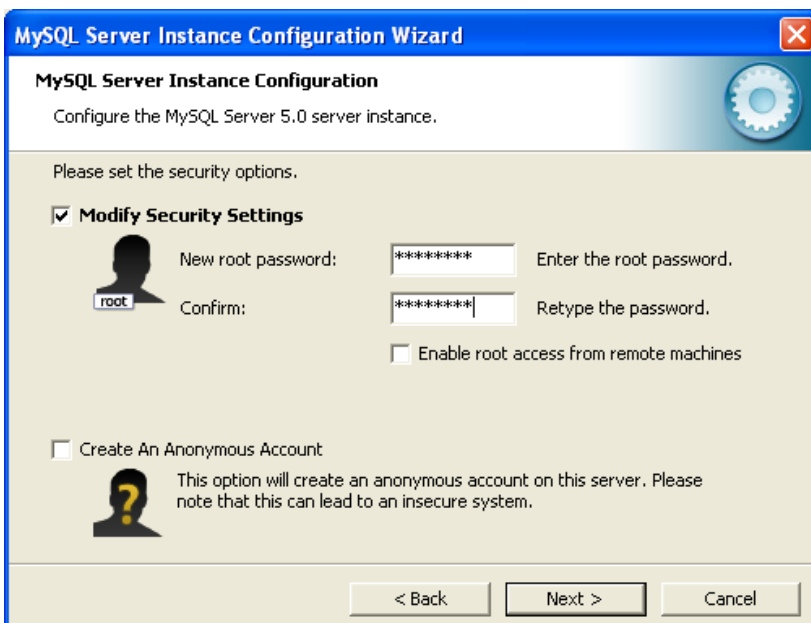 MySQL Server Instance Configuration Wizard
MySQL Server Instance Configuration
Configure the MySQL Server 5.0 server instance.
Please set the security options.
Modify Security Settings
root
New root password: ******** Enter the root password.
Confirm: ******** Retype the password.
Enable root access from remote machines
Create An Anonymous Account
?
This option will create an anonymous account on this server. Please
note that this can lead to an insecure system.
< Back Next > Cancel